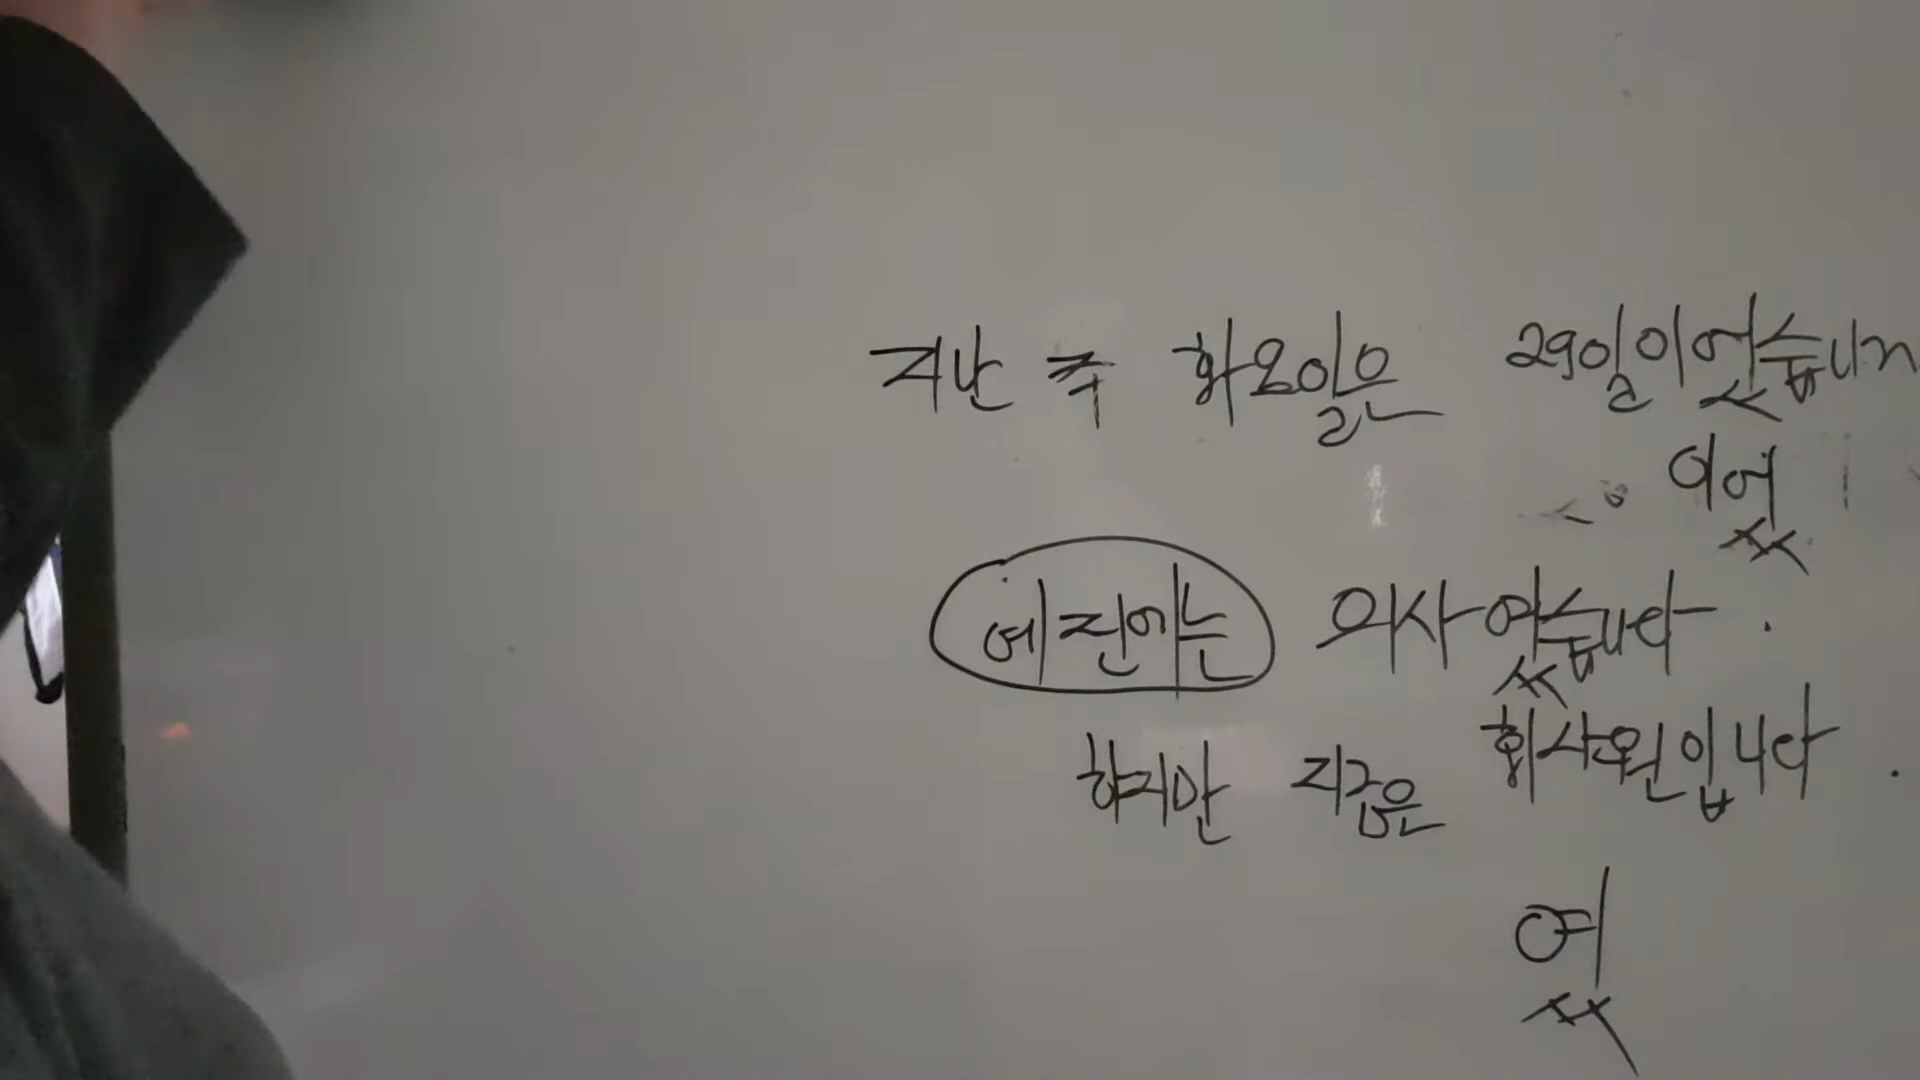 지난 주 화요일은 29일이었습니까
이었
예전에는 의사였습니다.
하지만 지금은 회사원입니다.
였